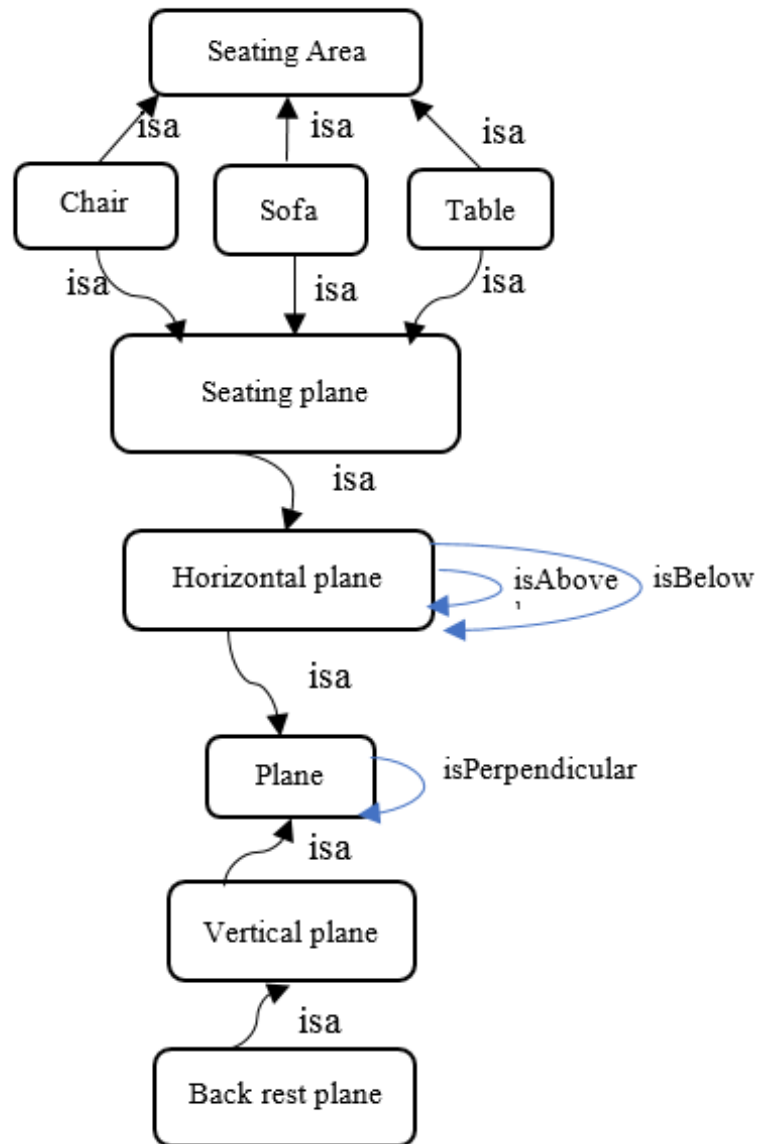 Seating Area
isa
isa
isa
Chair
Sofa
Table
isa
isa
isa
Seating plane
isa
Horizontal plane
isAbove
isBelow
isa
Plane
isPerpendicular
isa
Vertical plane
isa
Back rest plane